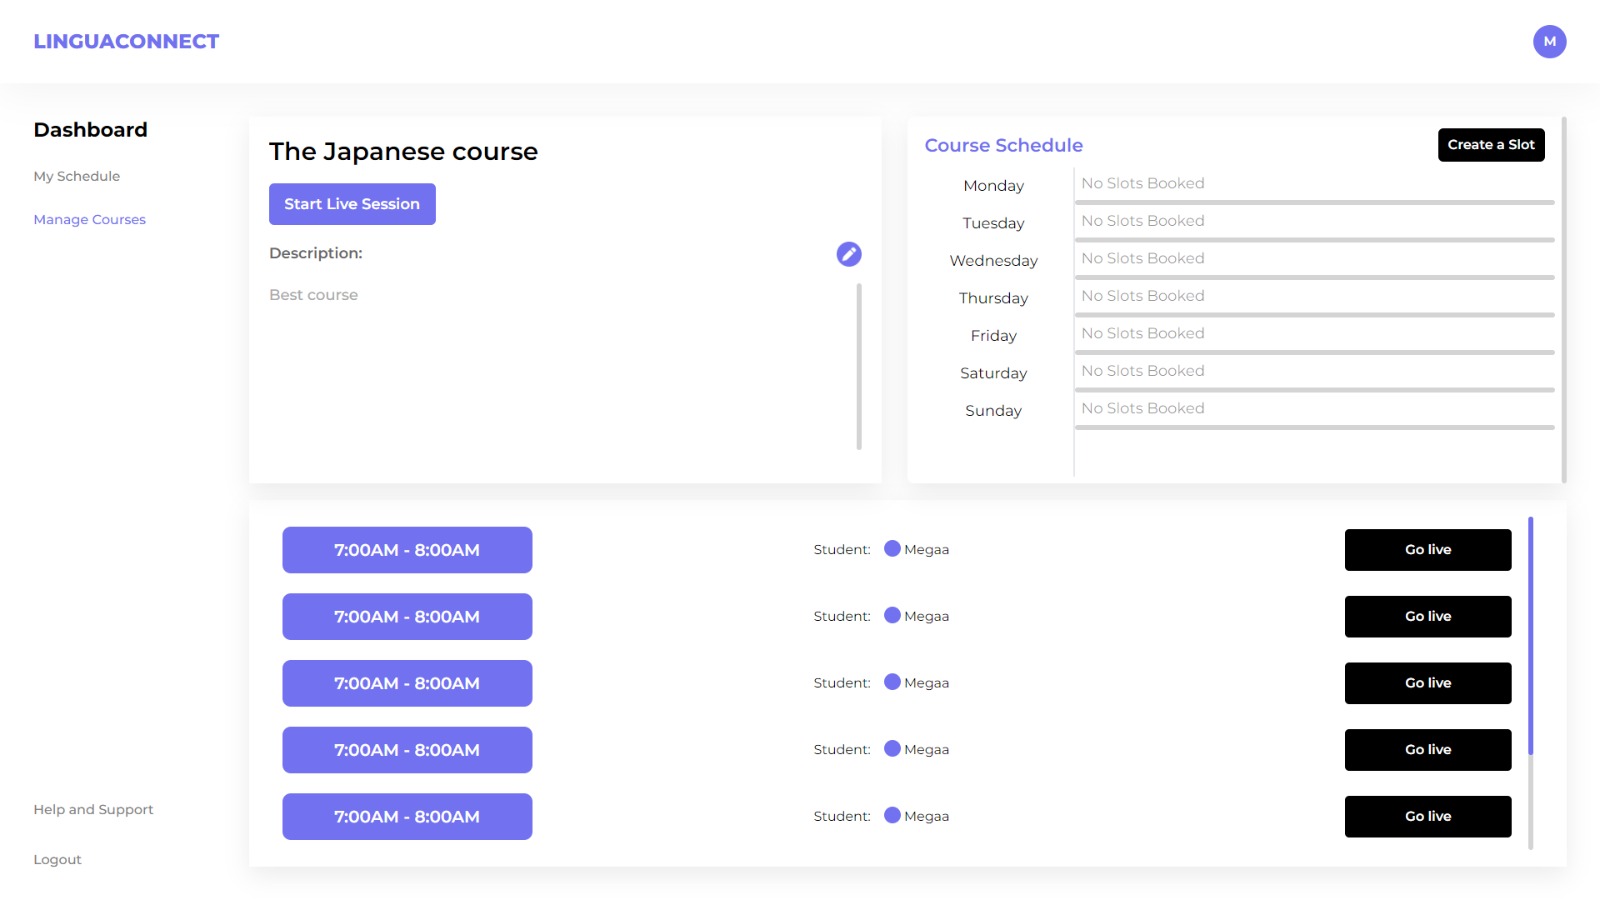 LINGUACONNECT
M
Dashboard
My Schedule
Manage Courses
Help and Support
Logout
The Japanese course
Start Live Session
Description:
Best course
Course Schedule
Create a Slot
Monday No Slots Booked
Tuesday No Slots Booked
Wednesday No Slots Booked
Thursday No Slots Booked
Friday No Slots Booked
Saturday No Slots Booked
Sunday No Slots Booked
7:00AM - 8:00AM Student: Megaa Go live
7:00AM - 8:00AM Student: Megaa Go live
7:00AM - 8:00AM Student: Megaa Go live
7:00AM - 8:00AM Student: Megaa Go live
7:00AM - 8:00AM Student: Megaa Go live